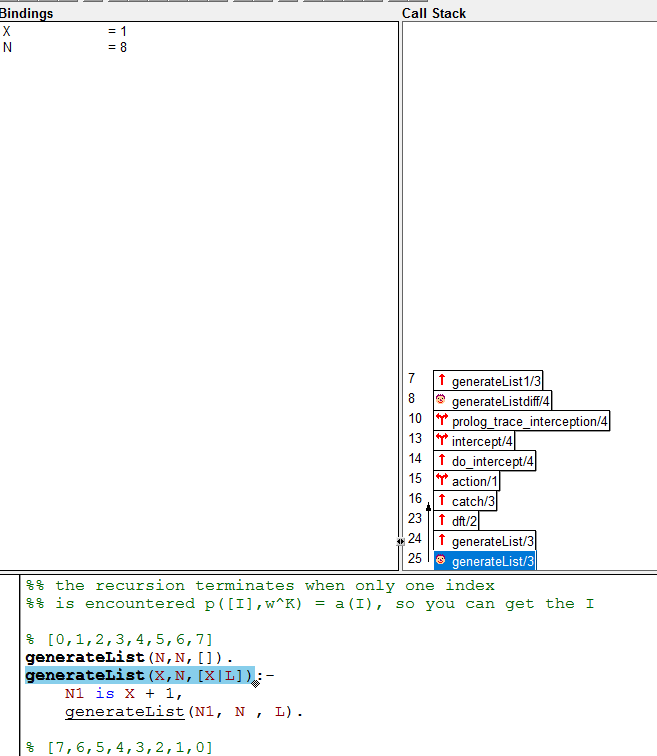 Bindings
Call Stack
X = 1
N = 8
7 generateList1/3
8 generateListdiff/4
10 prolog_trace_interception/4
13 intercept/4
14 do_intercept/4
15 action/1
16 catch/3
23 dft/2
24 generateList/3
25 generateList/3
%% the recursion terminates when only one index
%% is encountered p([I],w^K) = a(I), so you can get the I
% [0,1,2,3,4,5,6,7]
generateList(N,N,[]).
generateList(X,N,[X|L]):-
N1 is X + 1,
generateList(N1, N , L).
% [7,6,5,4,3,2,1,0]